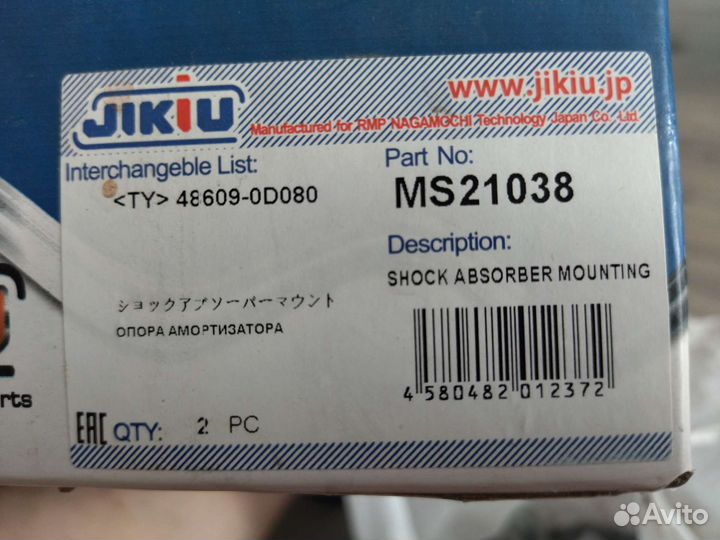 JIKIU
www.jikiu.jp
Manufactured for RMP NAGAMOCHI Technology Japan Co., Ltd.
Interchangeble List:
<TY> 48609-0D080
Part No:
MS21038
Description:
SHOCK ABSORBER MOUNTING
ショックアブソーバーマウント
ОПОРА АМОРТИЗАТОРА
4 580482 012372
EAC QTY: 2 PC
rts
Avito